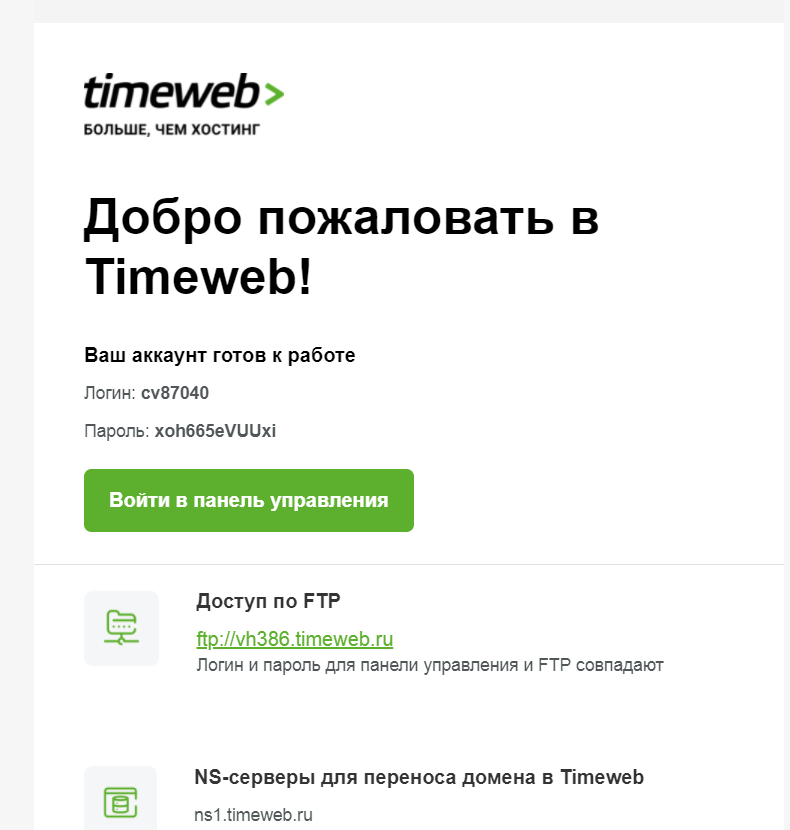 timeweb>
БОЛЬШЕ, ЧЕМ ХОСТИНГ
Добро пожаловать в
Timeweb!
Ваш аккаунт готов к работе
Логин: cv87040
Пароль: xoh665eVUUxi
Войти в панель управления
Доступ по FTP
ftp://vh386.timeweb.ru
Логин и пароль для панели управления и FTP совпадают
NS-серверы для переноса домена в Timeweb
ns1.timeweb.ru